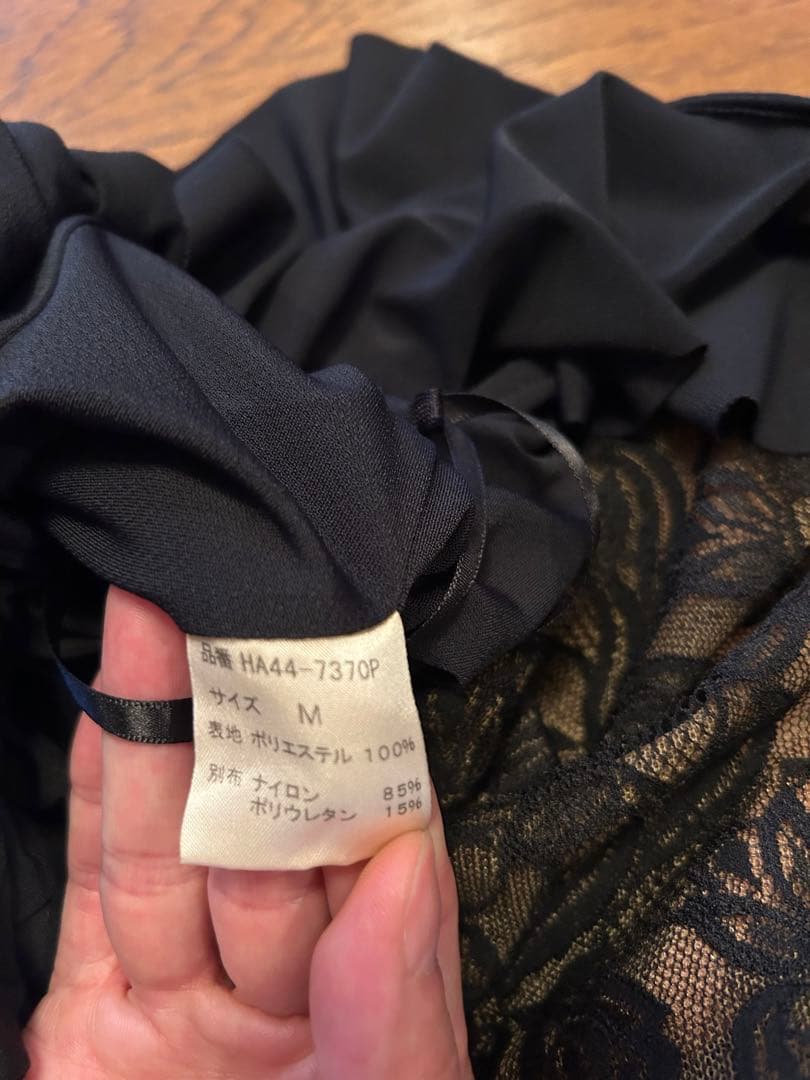 品番 HA44-7370P
サイズ M
表地 ポリエステル 100%
別布 ナイロン 85%
ポリウレタン 15%